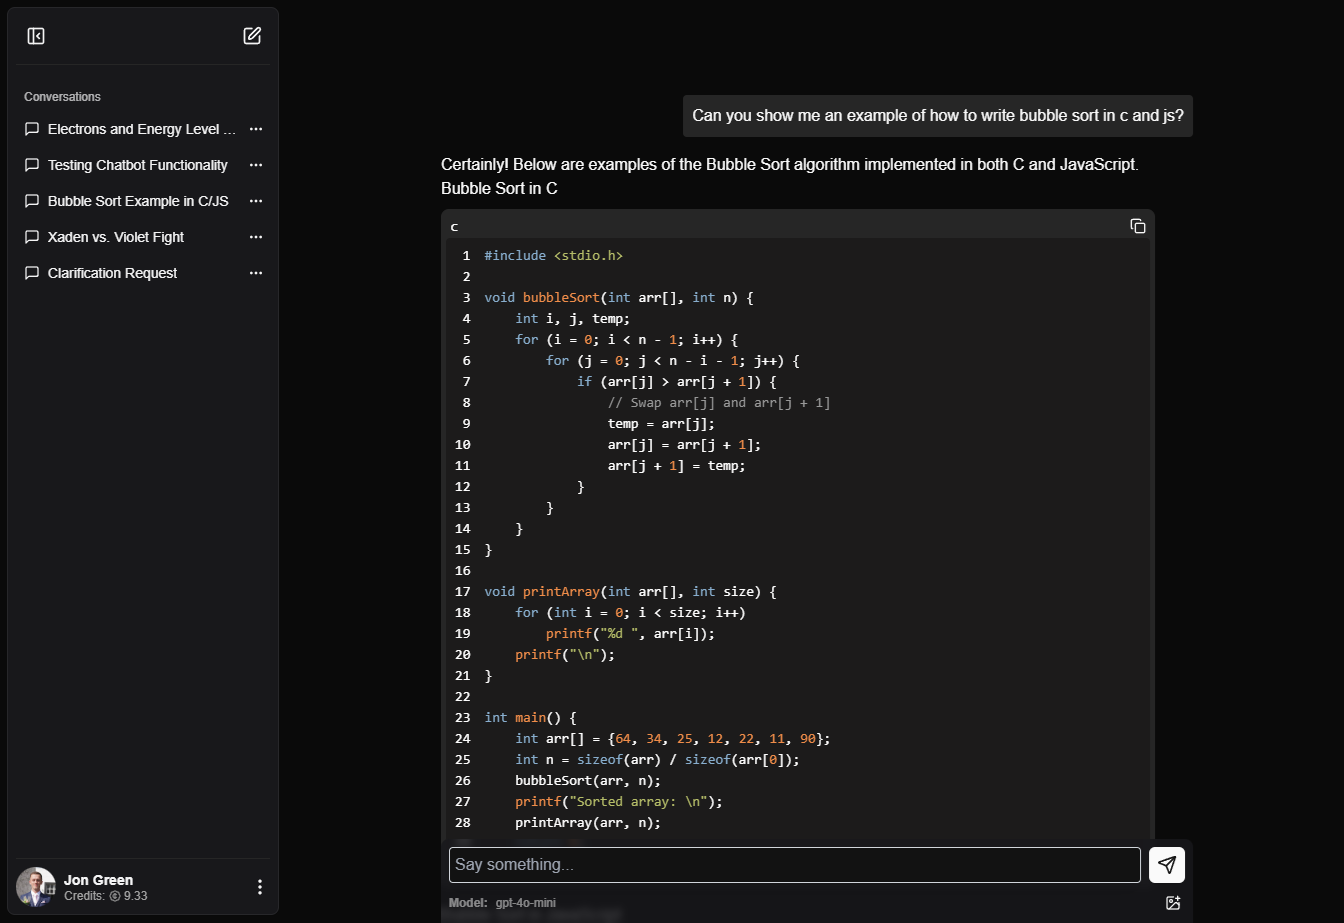 Conversations
Electrons and Energy Level ...
Testing Chatbot Functionality
Bubble Sort Example in C/JS
Xaden vs. Violet Fight
Clarification Request
Jon Green
Credits: 9.33
Can you show me an example of how to write bubble sort in c and js?
Certainly! Below are examples of the Bubble Sort algorithm implemented in both C and JavaScript.
Bubble Sort in C
c
1 #include <stdio.h>
2
3 void bubbleSort(int arr[], int n) {
4     int i, j, temp;
5     for (i = 0; i < n - 1; i++) {
6         for (j = 0; j < n - i - 1; j++) {
7             if (arr[j] > arr[j + 1]) {
8                 // Swap arr[j] and arr[j + 1]
9                 temp = arr[j];
10                 arr[j] = arr[j + 1];
11                 arr[j + 1] = temp;
12             }
13         }
14     }
15 }
16
17 void printArray(int arr[], int size) {
18     for (int i = 0; i < size; i++)
19         printf("%d ", arr[i]);
20     printf("\n");
21 }
22
23 int main() {
24     int arr[] = {64, 34, 25, 12, 22, 11, 90};
25     int n = sizeof(arr) / sizeof(arr[0]);
26     bubbleSort(arr, n);
27     printf("Sorted array: \n");
28     printArray(arr, n);
Say something...
Model: gpt-4o-mini